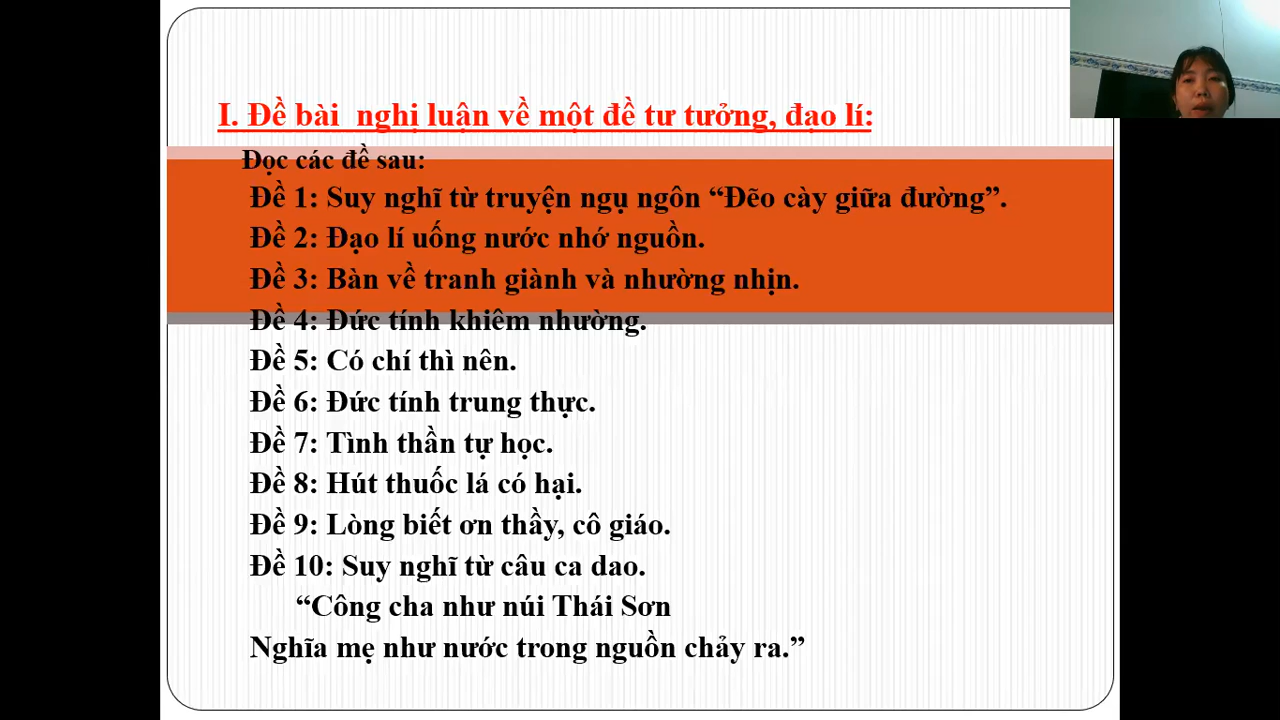 I. Đề bài nghị luận về một đề tư tưởng, đạo lí:
Đọc các đề sau:
Đề 1: Suy nghĩ từ truyện ngụ ngôn “Đẽo cày giữa đường”.
Đề 2: Đạo lí uống nước nhớ nguồn.
Đề 3: Bàn về tranh giành và nhường nhịn.
Đề 4: Đức tính khiêm nhường.
Đề 5: Có chí thì nên.
Đề 6: Đức tính trung thực.
Đề 7: Tình thần tự học.
Đề 8: Hút thuốc lá có hại.
Đề 9: Lòng biết ơn thầy, cô giáo.
Đề 10: Suy nghĩ từ câu ca dao.
“Công cha như núi Thái Sơn
Nghĩa mẹ như nước trong nguồn chảy ra.”